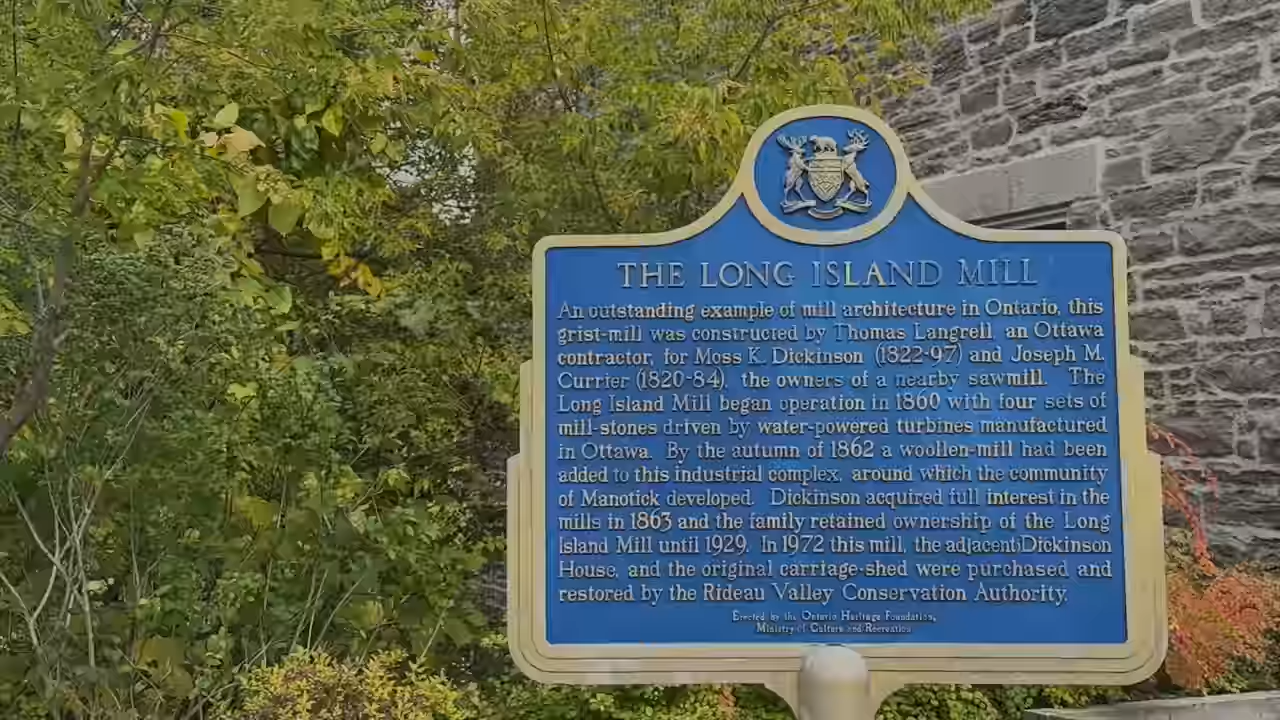 THE LONG ISLAND MILL
An outstanding example of mill architecture in Ontario, this
grist-mill was constructed by Thomas Langrell, an Ottawa
contractor, for Moss K. Dickinson (1822-97) and Joseph M.
Currier (1820-84), the owners of a nearby sawmill. The
Long Island Mill began operation in 1860 with four sets of
mill-stones driven by water-powered turbines manufactured
in Ottawa. By the autumn of 1862 a woollen-mill had been
added to this industrial complex, around which the community
of Manotick developed. Dickinson acquired full interest in the
mills in 1863 and the family retained ownership of the Long
Island Mill until 1929. In 1972 this mill, the adjacent Dickinson
House, and the original carriage-shed were purchased and
restored by the Rideau Valley Conservation Authority.
Erected by the Ontario Heritage Foundation,
Ministry of Culture and Recreation